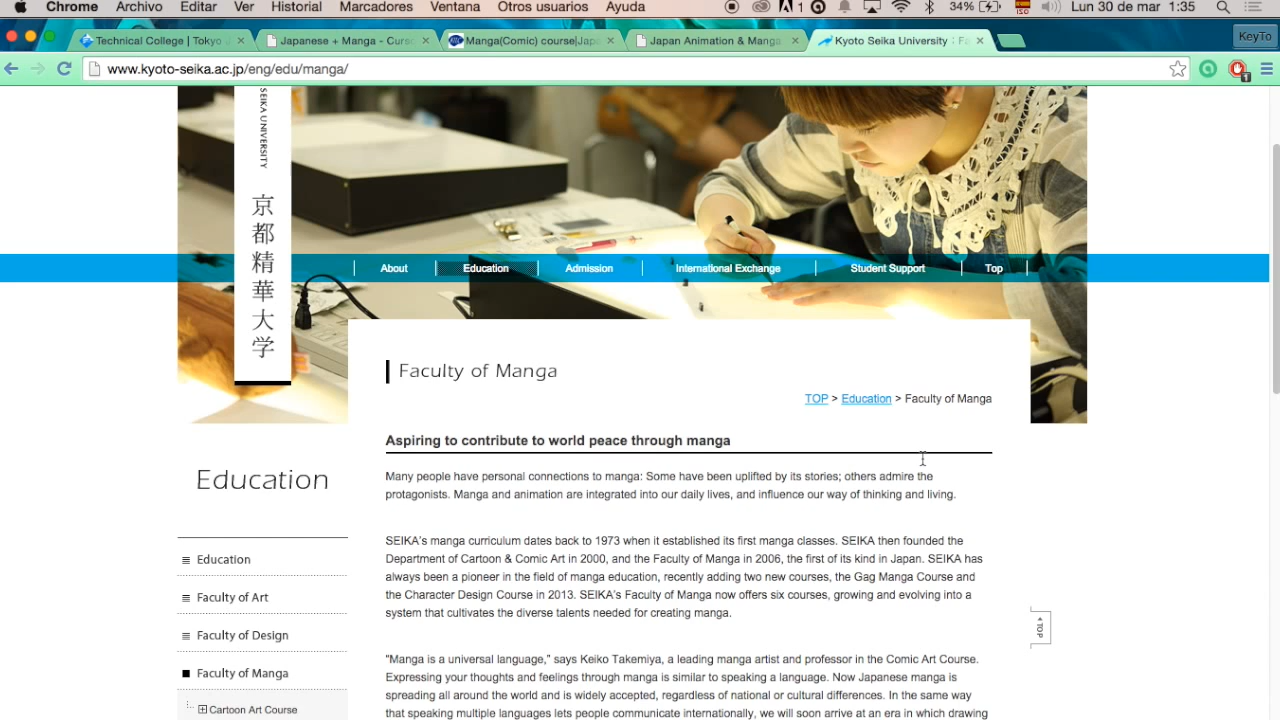 Chrome Archivo Editar Ver Historial Marcadores Ventana Otros usuarios Ayuda
1 34% ISO Lun 30 de mar 1:35
Technical College | Tokyo J
Japanese + Manga - Curso
Manga(Comic) course|Japa
Japan Animation & Manga
Kyoto Seika University : Fa
KeyTo
www.kyoto-seika.ac.jp/eng/edu/manga/
1
SEIKA UNIVERSITY
京都精華大学
About Education Admission International Exchange Student Support Top
Faculty of Manga
TOP > Education > Faculty of Manga
Aspiring to contribute to world peace through manga
Many people have personal connections to manga: Some have been uplifted by its stories; others admire the
protagonists. Manga and animation are integrated into our daily lives, and influence our way of thinking and living.
SEIKA's manga curriculum dates back to 1973 when it established its first manga classes. SEIKA then founded the
Department of Cartoon & Comic Art in 2000, and the Faculty of Manga in 2006, the first of its kind in Japan. SEIKA has
always been a pioneer in the field of manga education, recently adding two new courses, the Gag Manga Course and
the Character Design Course in 2013. SEIKA's Faculty of Manga now offers six courses, growing and evolving into a
system that cultivates the diverse talents needed for creating manga.
"Manga is a universal language," says Keiko Takemiya, a leading manga artist and professor in the Comic Art Course.
Expressing your thoughts and feelings through manga is similar to speaking a language. Now Japanese manga is
spreading all around the world and is widely accepted, regardless of national or cultural differences. In the same way
that speaking multiple languages lets people communicate internationally, we will soon arrive at an era in which drawing
Education
Education
Faculty of Art
Faculty of Design
Faculty of Manga
Cartoon Art Course
TOP